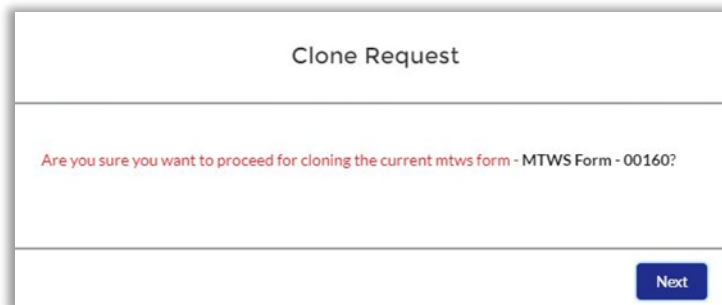 Clone Request
Are you sure you want to proceed for cloning the current mtws form - MTWS Form - 00160?
Next